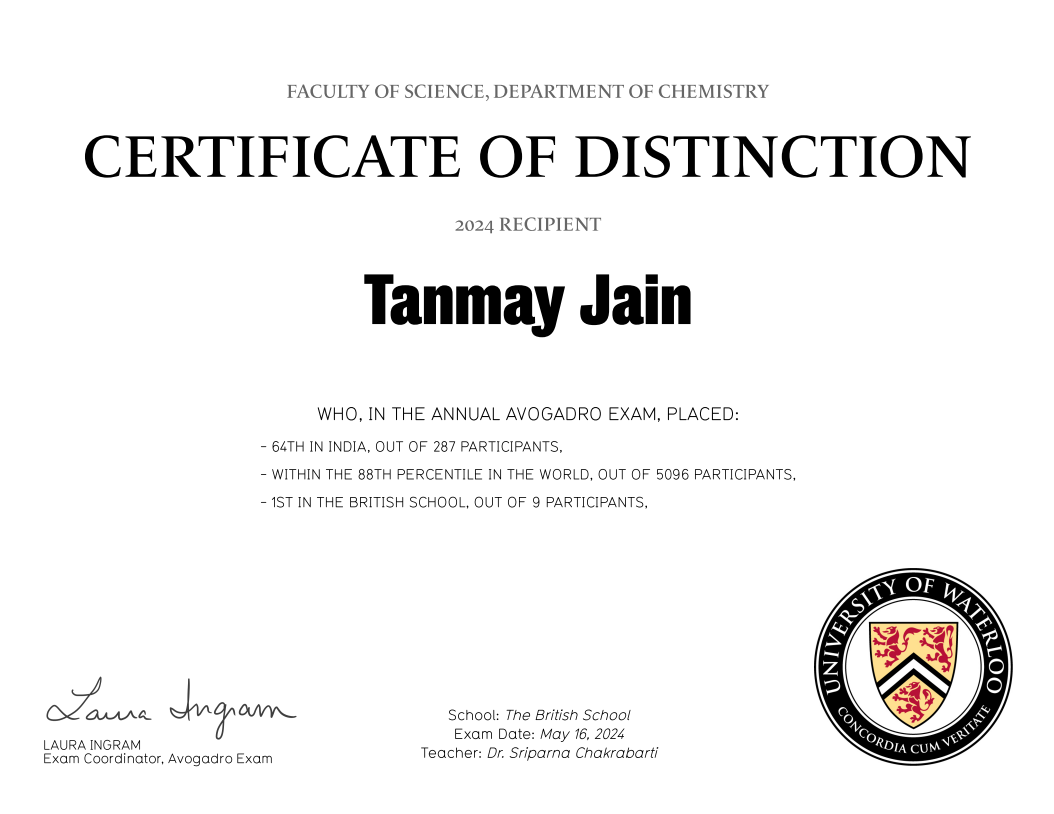 FACULTY OF SCIENCE, DEPARTMENT OF CHEMISTRY
CERTIFICATE OF DISTINCTION
2024 RECIPIENT
Tanmay Jain
WHO, IN THE ANNUAL AVOGADRO EXAM, PLACED:
- 64TH IN INDIA, OUT OF 287 PARTICIPANTS,
- WITHIN THE 88TH PERCENTILE IN THE WORLD, OUT OF 5096 PARTICIPANTS,
- 1ST IN THE BRITISH SCHOOL, OUT OF 9 PARTICIPANTS,
Laura Ingram
LAURA INGRAM
Exam Coordinator, Avogadro Exam
School: The British School
Exam Date: May 16, 2024
Teacher: Dr. Sriparna Chakrabarti
UNIVERSITY OF WATERLOO
CONCORDIA CUM VERITATE